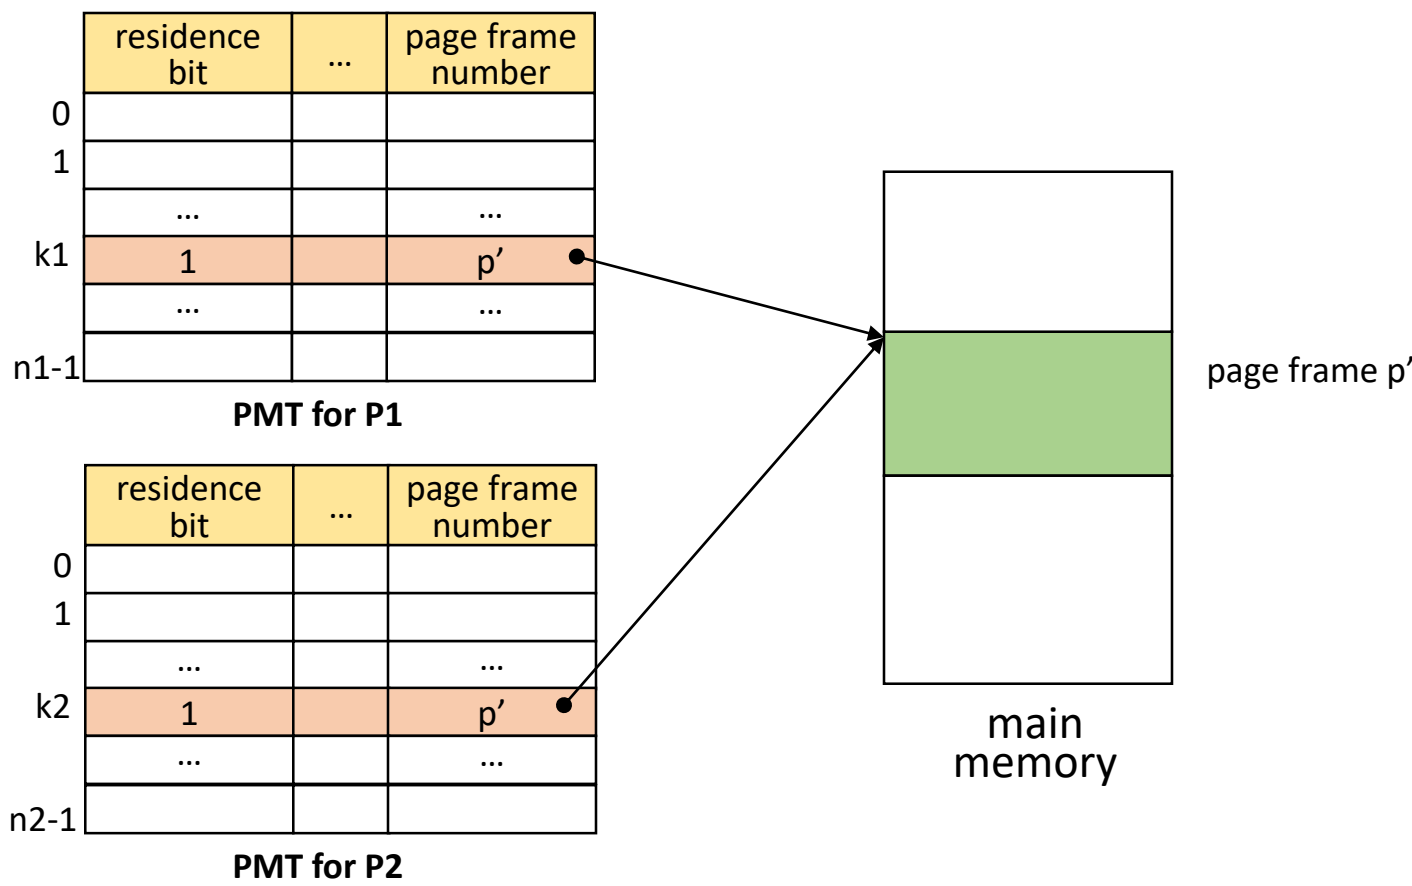 residence
bit
...
page frame
number
0
1
... ...
k1 1 p’
... ...
n1-1
PMT for P1
residence
bit
...
page frame
number
0
1
... ...
k2 1 p’
... ...
n2-1
PMT for P2
page frame p’
main
memory